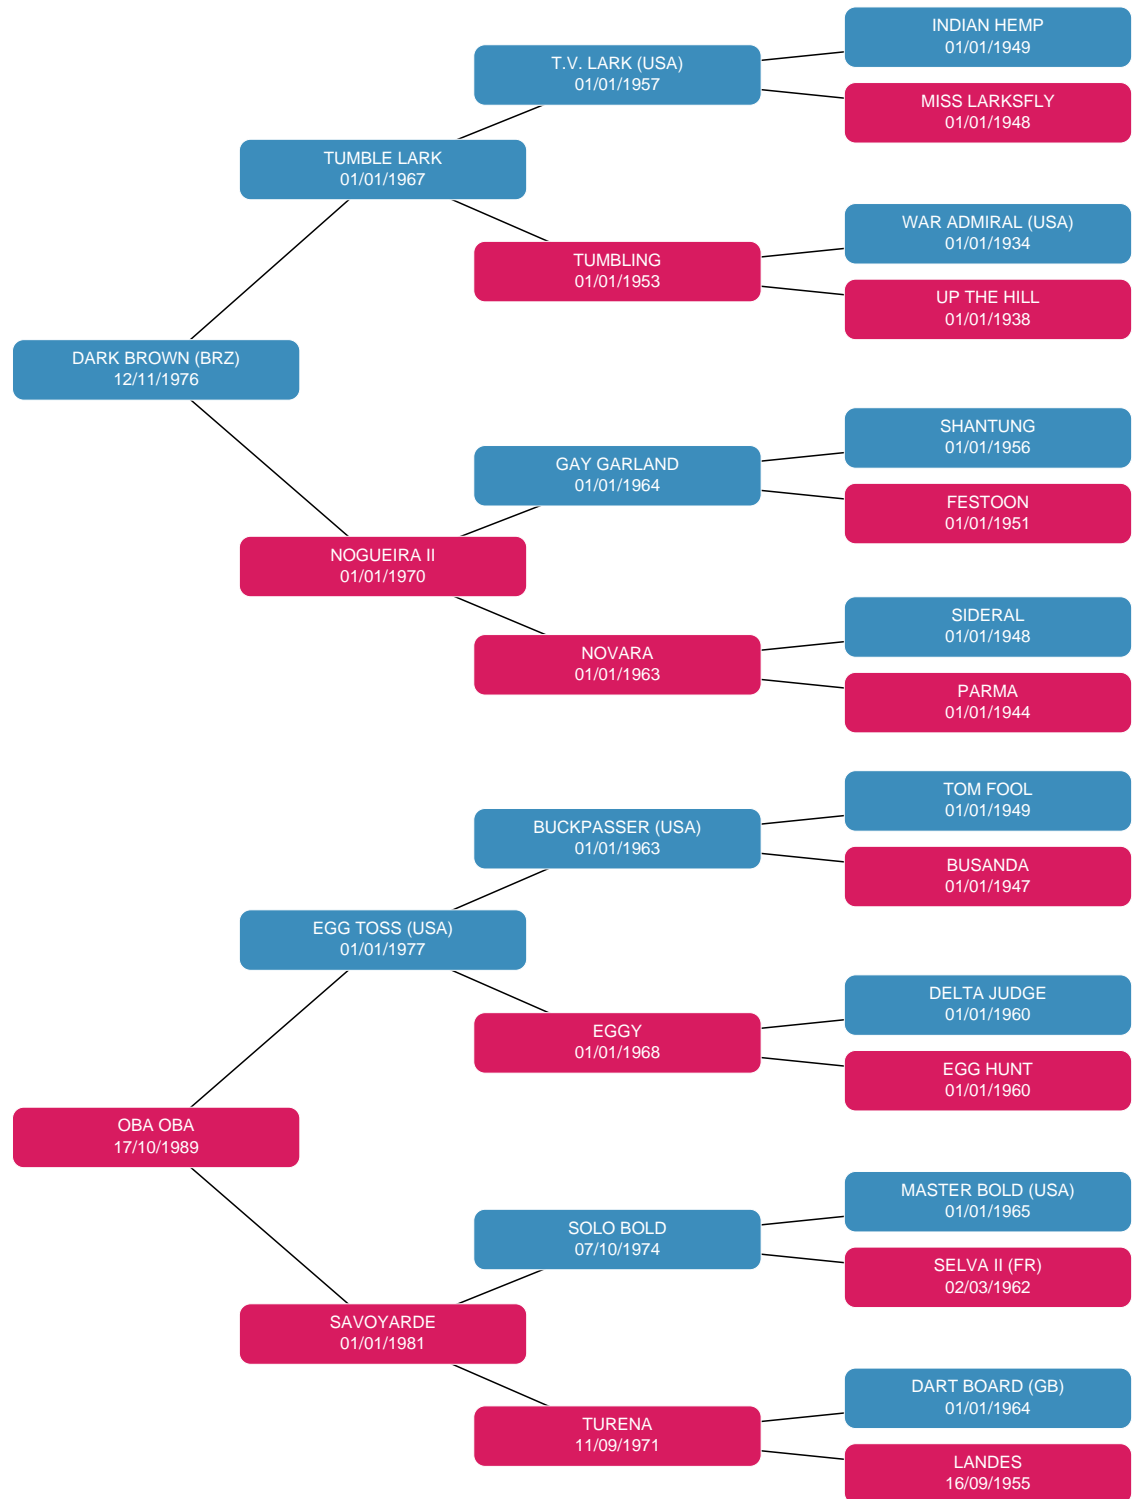 INDIAN HEMP
01/01/1949
T.V. LARK (USA)
01/01/1957
MISS LARKSFLY
01/01/1948
TUMBLE LARK
01/01/1967
WAR ADMIRAL (USA)
01/01/1934
TUMBLING
01/01/1953
UP THE HILL
01/01/1938
DARK BROWN (BRZ)
12/11/1976
SHANTUNG
01/01/1956
GAY GARLAND
01/01/1964
FESTOON
01/01/1951
NOGUEIRA II
01/01/1970
SIDERAL
01/01/1948
NOVARA
01/01/1963
PARMA
01/01/1944
TOM FOOL
01/01/1949
BUCKPASSER (USA)
01/01/1963
BUSANDA
01/01/1947
EGG TOSS (USA)
01/01/1977
DELTA JUDGE
01/01/1960
EGGY
01/01/1968
EGG HUNT
01/01/1960
OBA OBA
17/10/1989
MASTER BOLD (USA)
01/01/1965
SOLO BOLD
07/10/1974
SELVA II (FR)
02/03/1962
SAVOYARDE
01/01/1981
DART BOARD (GB)
01/01/1964
TURENA
11/09/1971
LANDES
16/09/1955